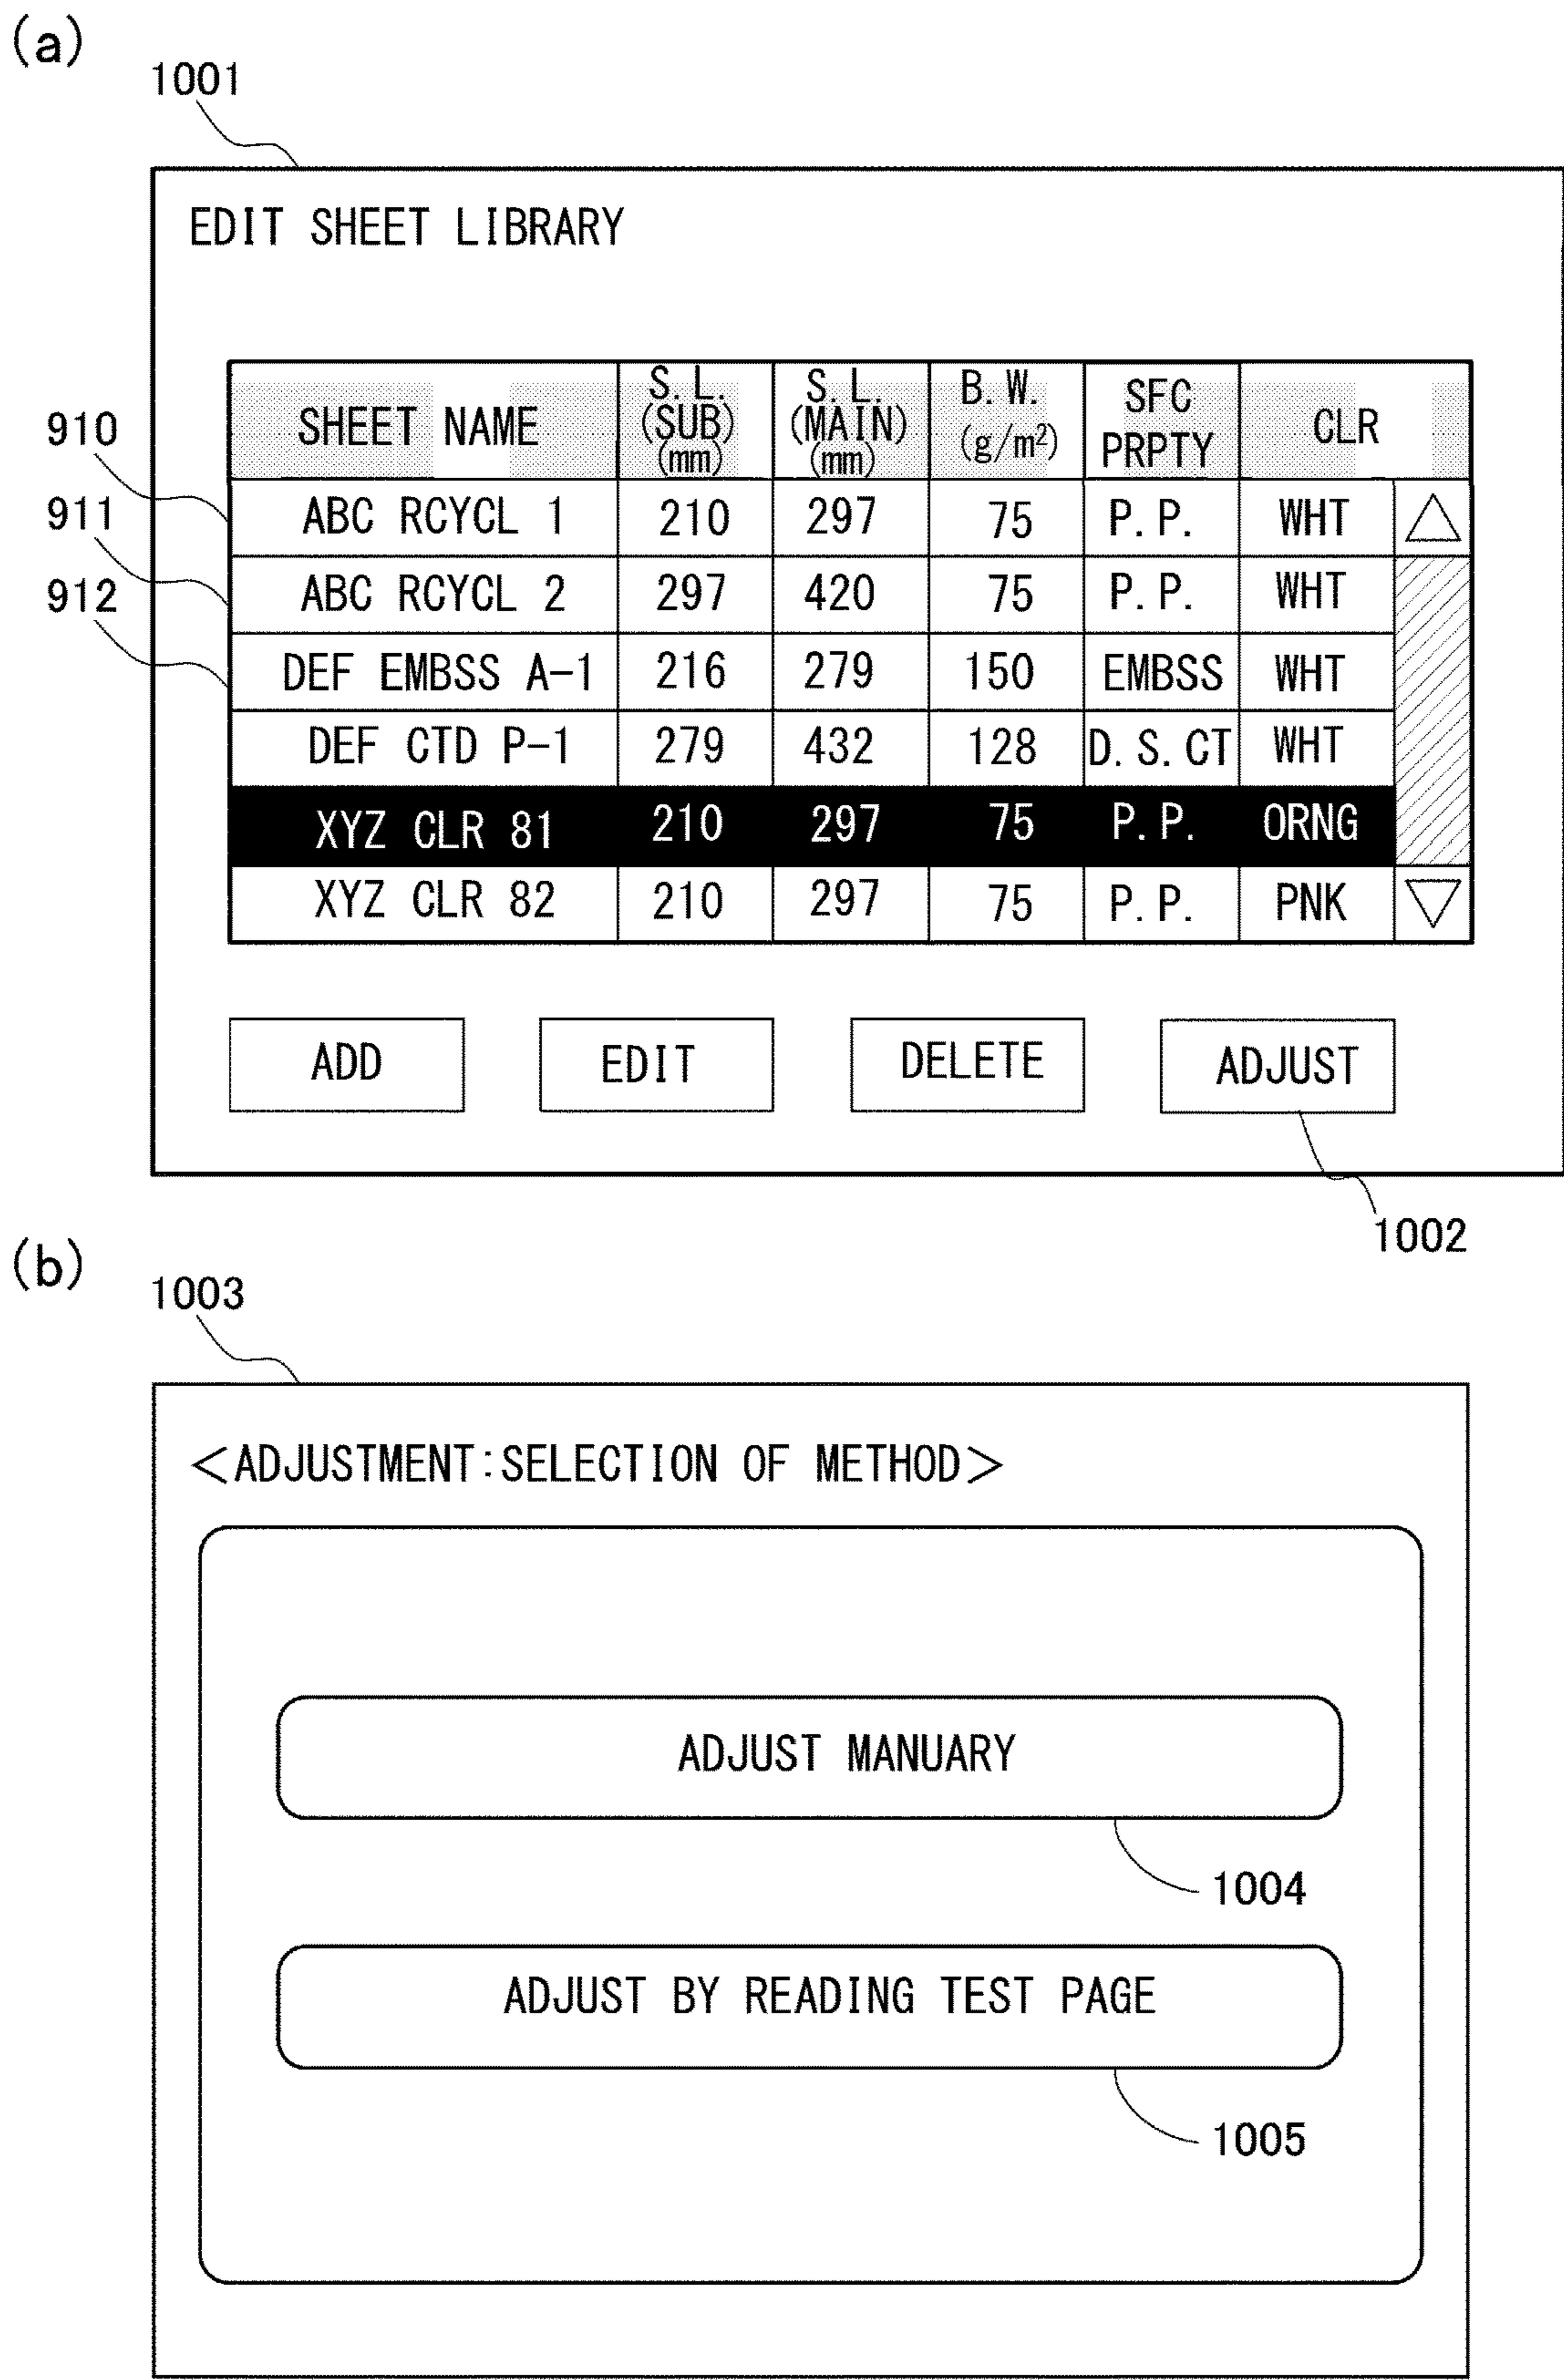 (a)
1001
EDIT SHEET LIBRARY
SHEET NAME S.L. (SUB) (mm) S.L. (MAIN) (mm) B.W. (g/m²) SFC PRPTY CLR
910 ABC RCYCL 1 210 297 75 P.P. WHT
911 ABC RCYCL 2 297 420 75 P.P. WHT
912 DEF EMBSS A-1 216 279 150 EMBSS WHT
DEF CTD P-1 279 432 128 D.S.CT WHT
XYZ CLR 81 210 297 75 P.P. ORNG
XYZ CLR 82 210 297 75 P.P. PNK
ADD EDIT DELETE ADJUST
1002
(b)
1003
<ADJUSTMENT:SELECTION OF METHOD>
ADJUST MANUARY
1004
ADJUST BY READING TEST PAGE
1005